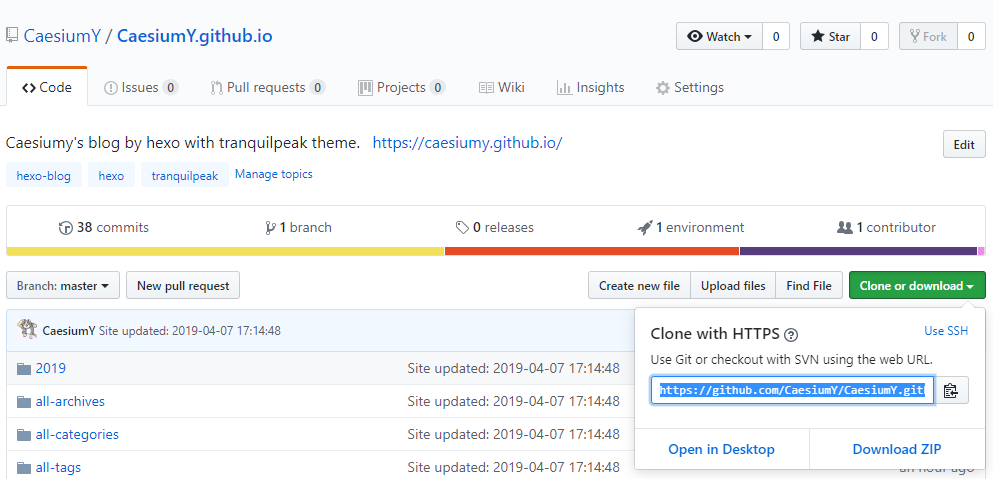 CaesiumY / CaesiumY.github.io
Watch 0 Star 0 Fork 0
Code Issues 0 Pull requests 0 Projects 0 Wiki Insights Settings
Caesiumy's blog by hexo with tranquilpeak theme. https://caesiumy.github.io/
Edit
hexo-blog hexo tranquilpeak Manage topics
38 commits 1 branch 0 releases 1 environment 1 contributor
Branch: master New pull request Create new file Upload files Find File Clone or download
CaesiumY Site updated: 2019-04-07 17:14:48
2019 Site updated: 2019-04-07 17:14:48
all-archives Site updated: 2019-04-07 17:14:48
all-categories Site updated: 2019-04-07 17:14:48
all-tags Site updated: 2019-04-07 17:14:48
Clone with HTTPS Use SSH
Use Git or checkout with SVN using the web URL.
https://github.com/CaesiumY/CaesiumY.git
Open in Desktop Download ZIP
an hour ago